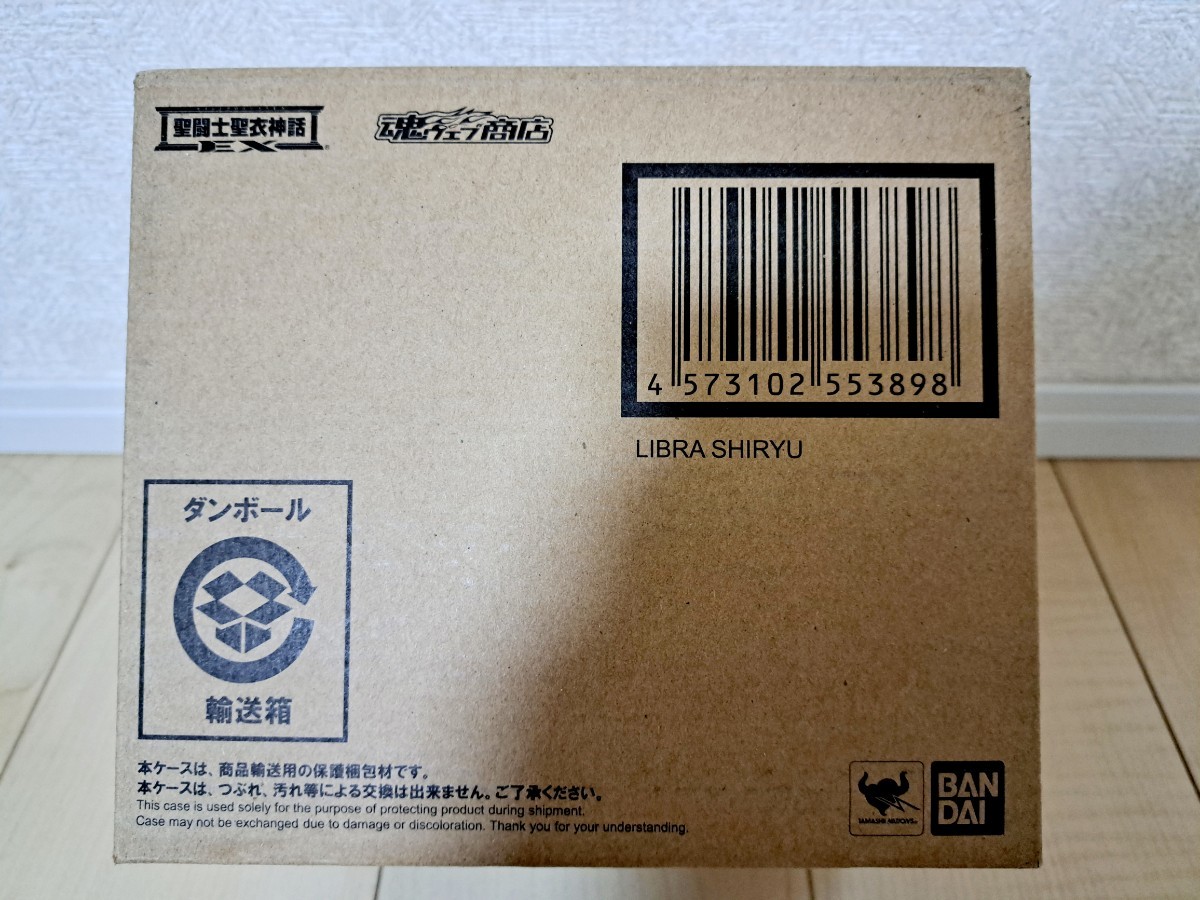 聖闘士聖衣神話
EX
魂ウェブ商店
4 573102 553898
LIBRA SHIRYU
ダンボール
輸送箱
本ケースは、商品輸送用の保護梱包材です。
本ケースは、つぶれ、汚れ等による交換は出来ません。ご了承ください。
This case is used solely for the purpose of protecting product during shipment.
Case may not be exchanged due to damage or discoloration. Thank you for your understanding.
TAMASHII NATIONS
BAN
DAI